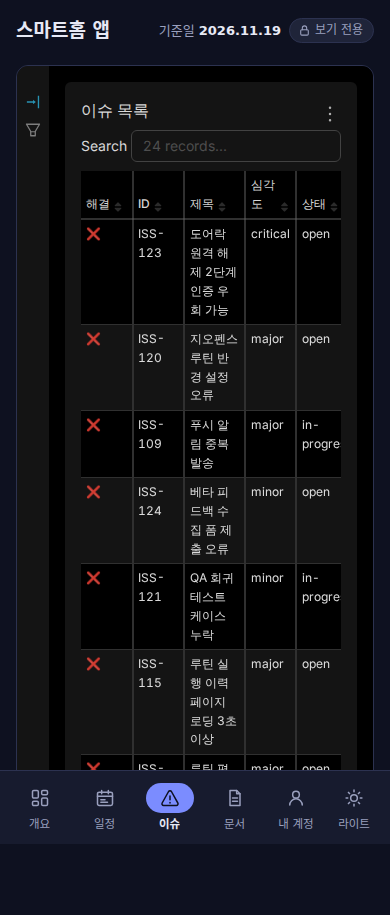 스마트홈 앱
기준일 2026.11.19
보기 전용
이슈 목록
Search 24 records...
해결 ID 제목 심각도 상태
ISS-123 도어락 원격 해제 2단계 인증 우회 가능 critical open
ISS-120 지오펜스 루틴 반경 설정 오류 major open
ISS-109 푸시 알림 중복 발송 major in-progre
ISS-124 베타 피드백 수집 폼 제출 오류 minor open
ISS-121 QA 회귀 테스트 케이스 누락 minor in-progre
ISS-115 루틴 실행 이력 페이지 로딩 3초 이상 major open
ISS- 루틴 major open
개요
일정
이슈
문서
내 계정
라이트